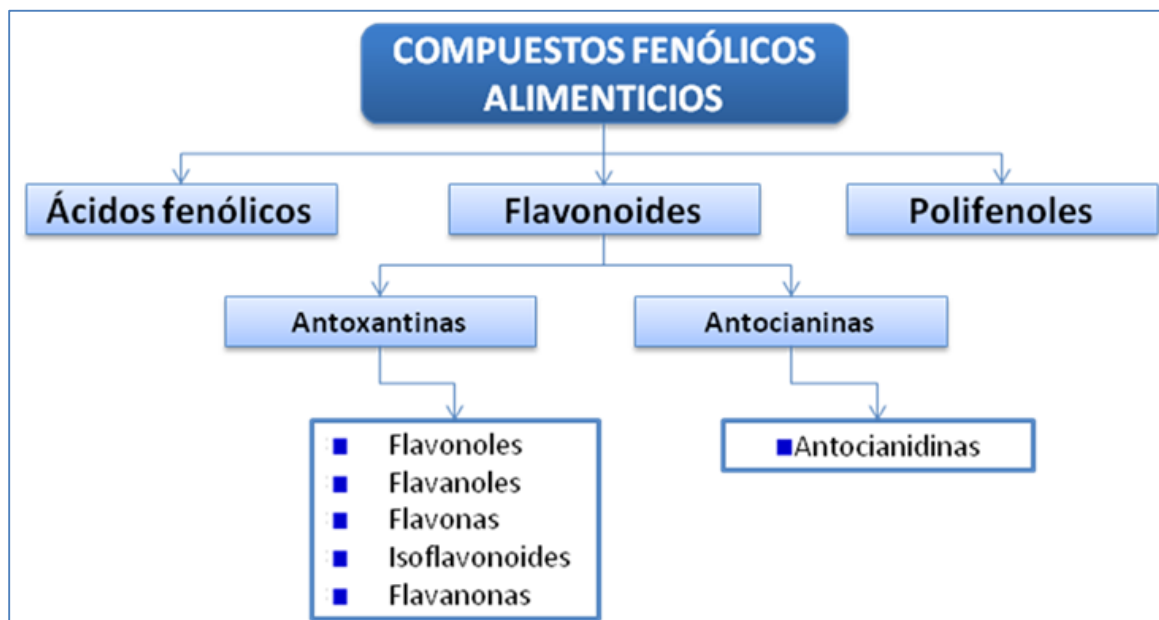 COMPUESTOS FENÓLICOS
ALIMENTICIOS
Ácidos fenólicos
Flavonoides
Polifenoles
Antoxantinas
Antocianinas
Flavonoles
Flavanoles
Flavonas
Isoflavonoides
Flavanonas
Antocianidinas